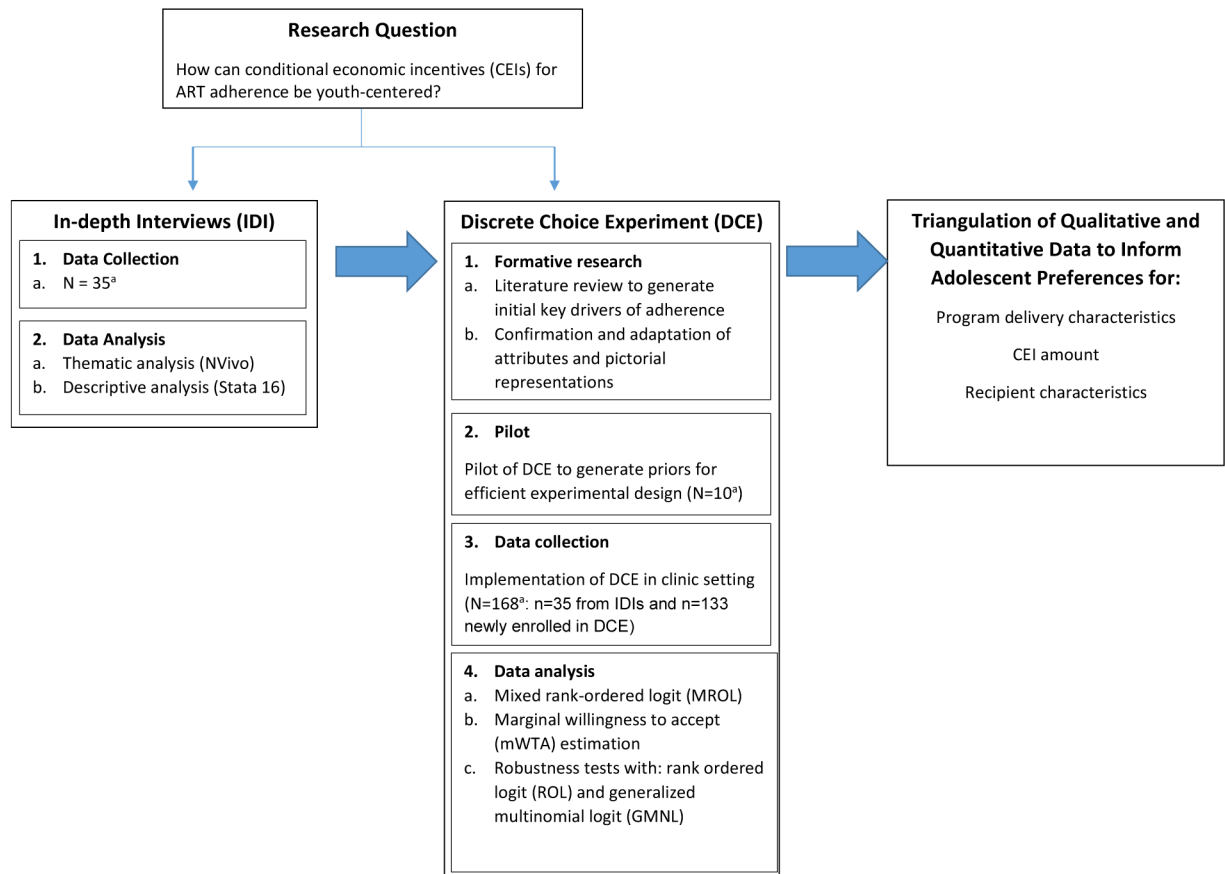 Research Question
How can conditional economic incentives (CEIs) for
ART adherence be youth-centered?
In-depth Interviews (IDI)
1. Data Collection
a. N = 35a
2. Data Analysis
a. Thematic analysis (NVivo)
b. Descriptive analysis (Stata 16)
Discrete Choice Experiment (DCE)
1. Formative research
a. Literature review to generate
initial key drivers of adherence
b. Confirmation and adaptation of
attributes and pictorial
representations
2. Pilot
Pilot of DCE to generate priors for
efficient experimental design (N=10a)
3. Data collection
Implementation of DCE in clinic setting
(N=168a: n=35 from IDIs and n=133
newly enrolled in DCE)
4. Data analysis
a. Mixed rank-ordered logit (MROL)
b. Marginal willingness to accept
(mWTA) estimation
c. Robustness tests with: rank ordered
logit (ROL) and generalized
multinomial logit (GMNL)
Triangulation of Qualitative and
Quantitative Data to Inform
Adolescent Preferences for:
Program delivery characteristics
CEI amount
Recipient characteristics